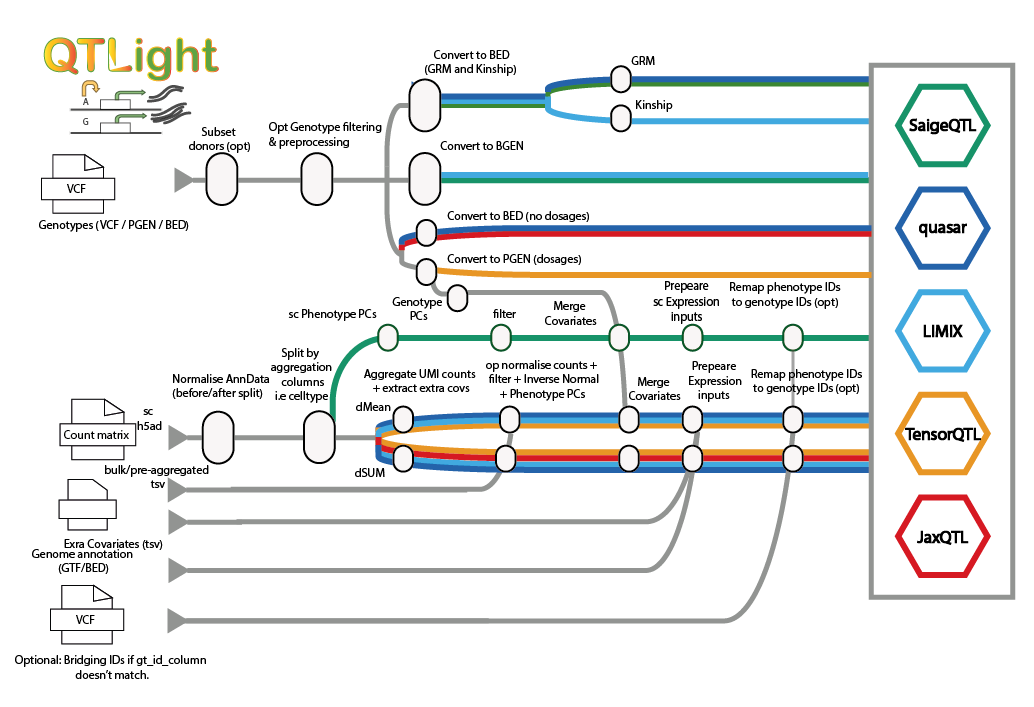 QTLight
A
G
VCF
Genotypes (VCF / PGEN / BED)
Subset
donors (opt)
Opt Genotype filtering
& preprocessing
Convert to BED
(GRM and Kinship)
GRM
Kinship
Convert to BGEN
Convert to BED (no dosages)
Convert to PGEN (dosages)
Genotype
PCs
Merge
Covariates
Prepeare
sc Expression
inputs
Remap phenotype IDs
to genotype IDs (opt)
sc Phenotype PCs
filter
Split by
aggregation
columns
i.e celltype
Normalise AnnData
(before/after split)
Aggregate UMI counts
+ extract extra covs
op normalise counts +
filter + Inverse Normal
+ Phenotype PCs
Merge
Covariates
Prepeare
Expression
inputs
Remap phenotype IDs
to genotype IDs (opt)
dMean
dSUM
Count matrix
sc
h5ad
bulk/pre-aggregated
tsv
Exra Covariates (tsv)
Genome annotation
(GTF/BED)
VCF
Optional: Bridging IDs if gt_id_column
doesn't match.
SaigeQTL
quasar
LIMIX
TensorQTL
JaxQTL